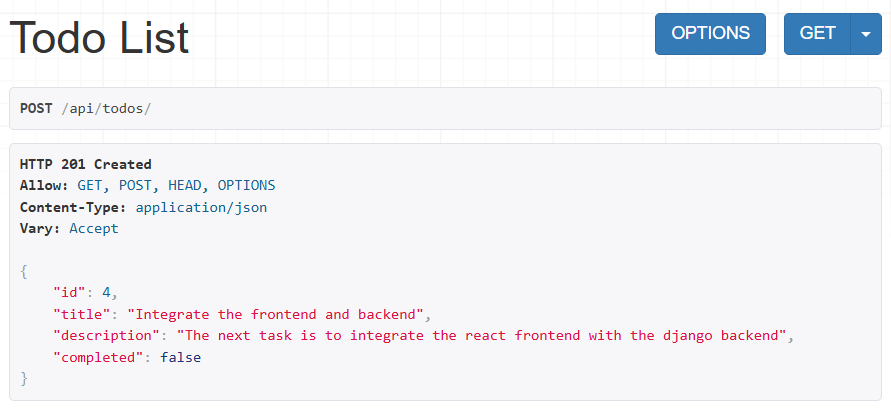 Todo List
OPTIONS
GET
POST /api/todos/
HTTP 201 Created
Allow: GET, POST, HEAD, OPTIONS
Content-Type: application/json
Vary: Accept
{
    "id": 4,
    "title": "Integrate the frontend and backend",
    "description": "The next task is to integrate the react frontend with the django backend",
    "completed": false
}